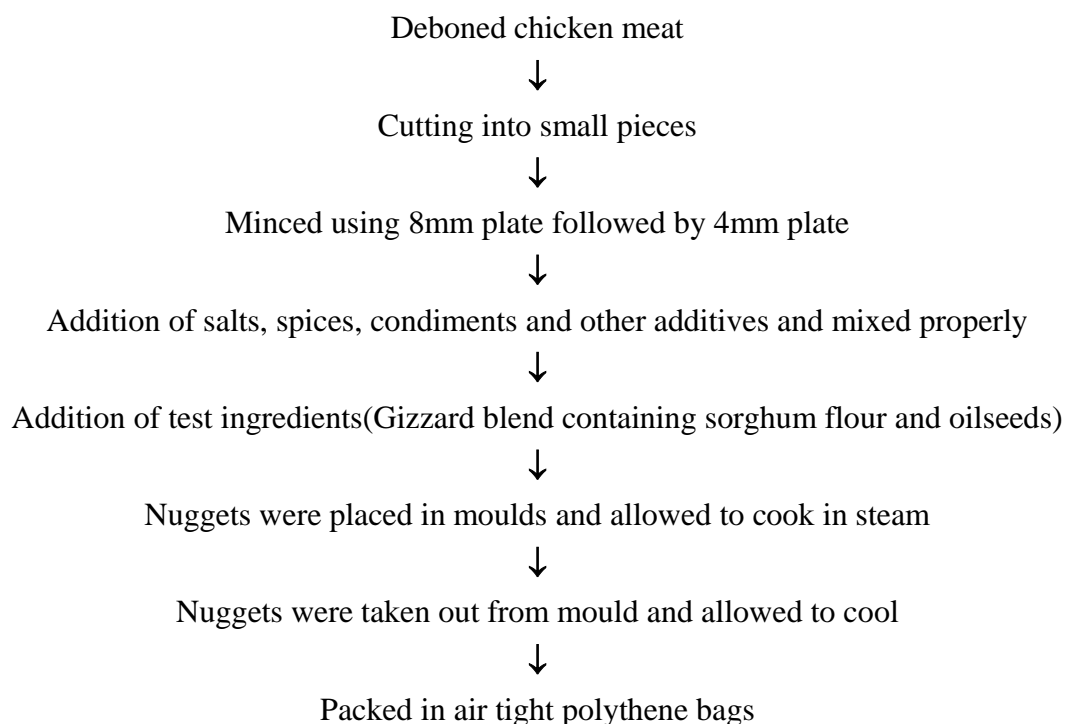 Deboned chicken meat
↓
Cutting into small pieces
↓
Minced using 8mm plate followed by 4mm plate
↓
Addition of salts, spices, condiments and other additives and mixed properly
↓
Addition of test ingredients(Gizzard blend containing sorghum flour and oilseeds)
↓
Nuggets were placed in moulds and allowed to cook in steam
↓
Nuggets were taken out from mould and allowed to cool
↓
Packed in air tight polythene bags